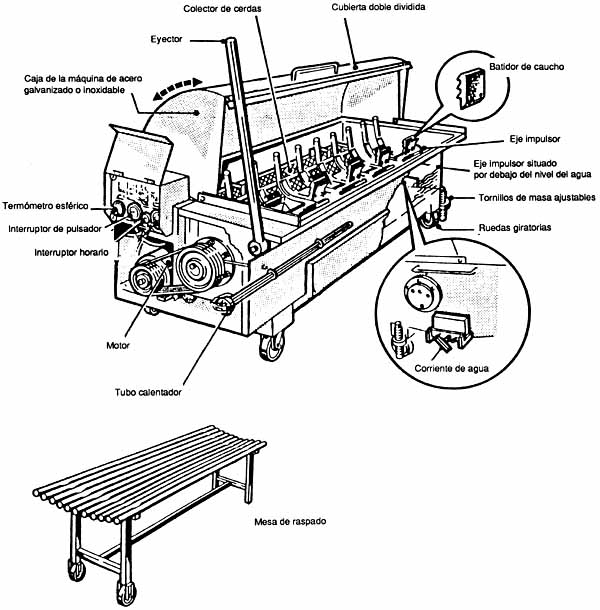 Colector de cerdas
Cubierta doble dividida
Eyector
Batidor de caucho
Caja de la máquina de acero
galvanizado o inoxidable
Eje impulsor
Eje Impulsor situado
por debajo del nivel del agua
Termómetro esférico
Tornillos de masa ajustables
Interruptor de pulsador
Ruedas giratorias
Interruptor horario
Motor
Corriente de agua
Tubo calentador
Mesa de raspado